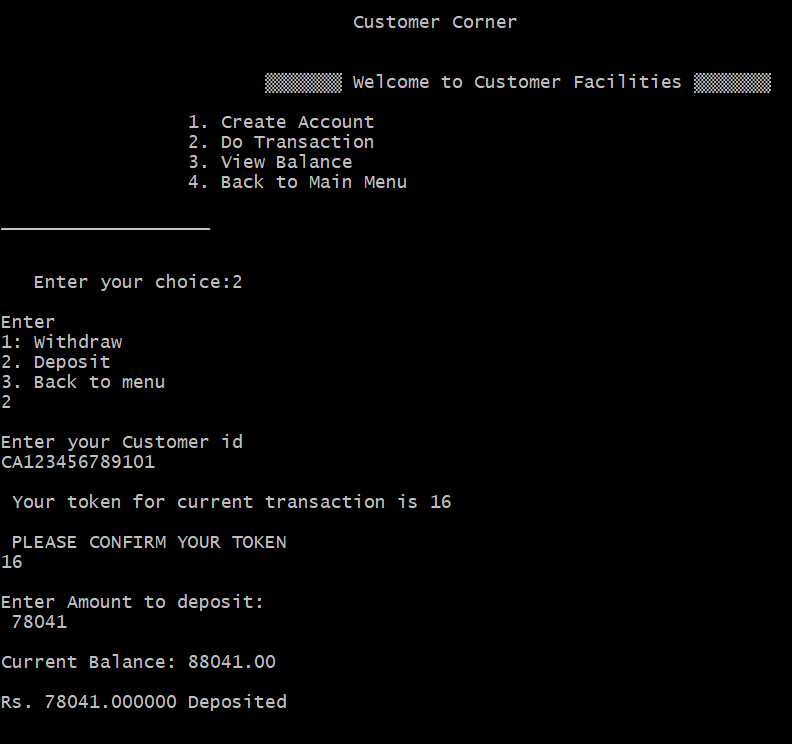 Customer Corner
▒▒▒▒▒▒▒ Welcome to Customer Facilities ▒▒▒▒▒▒▒
1. Create Account
2. Do Transaction
3. View Balance
4. Back to Main Menu
___________________
Enter your choice:2
Enter
1: Withdraw
2. Deposit
3. Back to menu
2
Enter your Customer id
CA123456789101
Your token for current transaction is 16
PLEASE CONFIRM YOUR TOKEN
16
Enter Amount to deposit:
78041
Current Balance: 88041.00
Rs. 78041.000000 Deposited